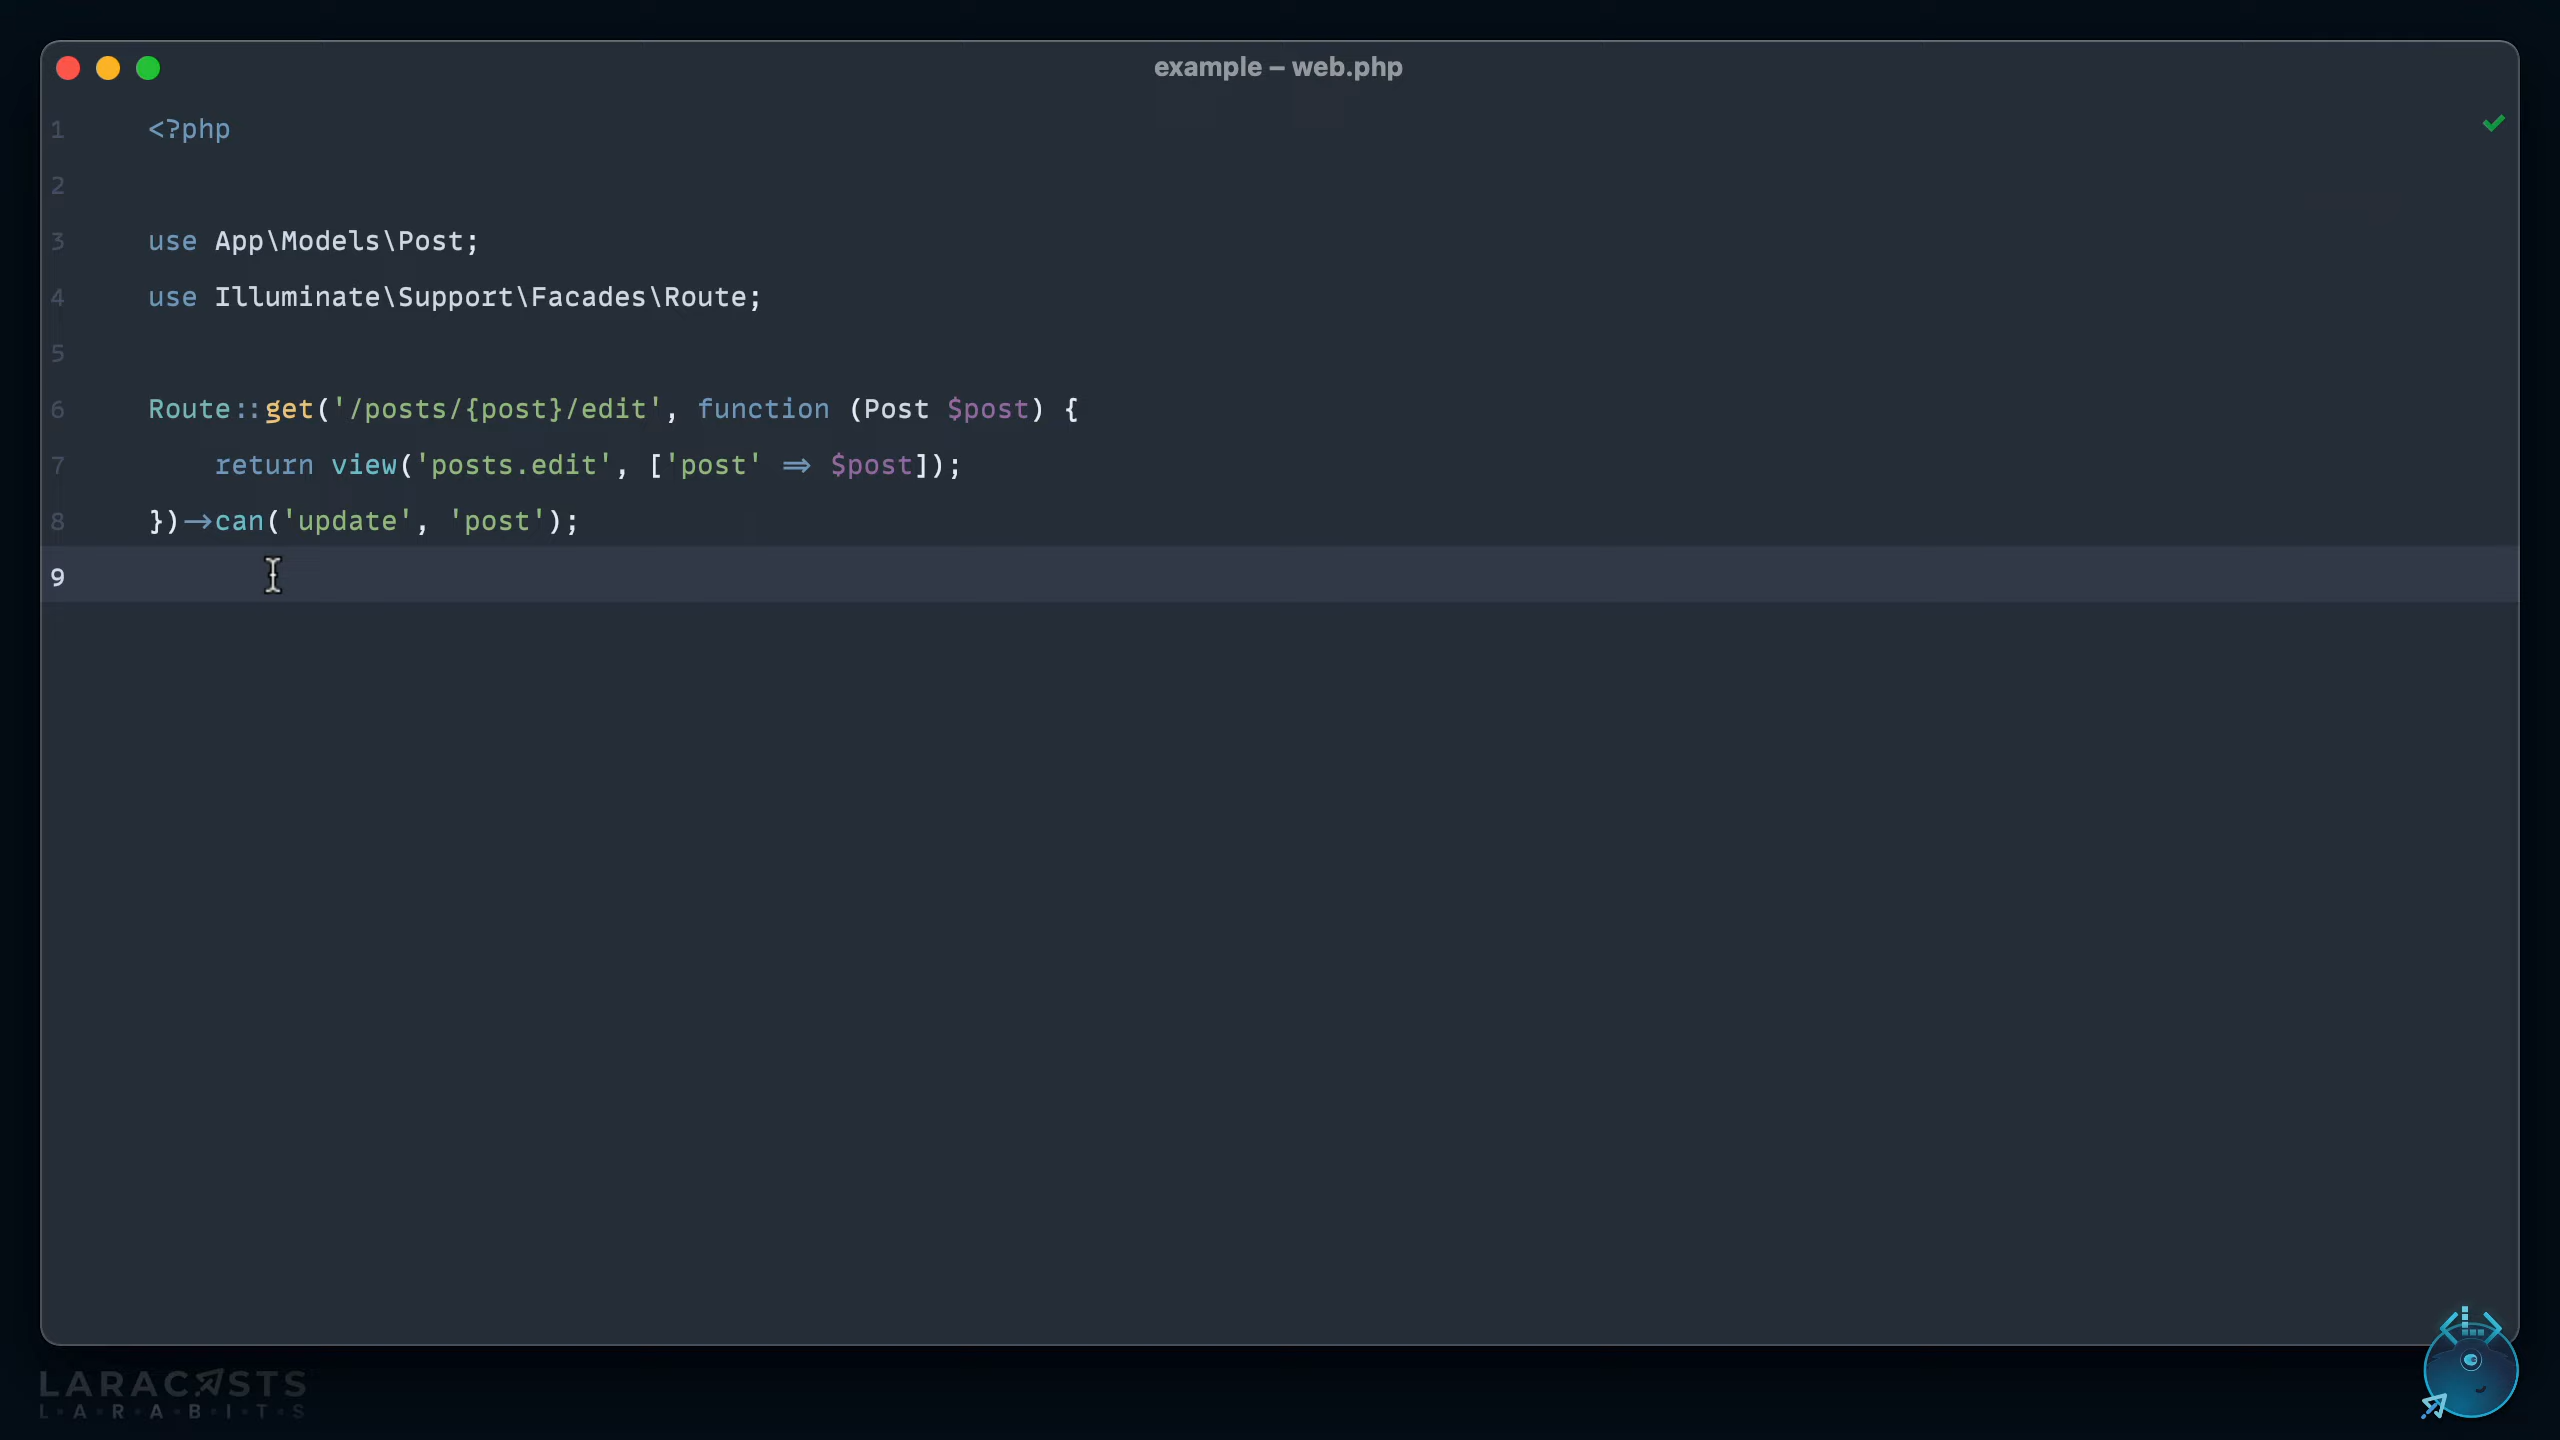 example – web.php
1 <?php
2
3 use App\Models\Post;
4 use Illuminate\Support\Facades\Route;
5
6 Route::get('/posts/{post}/edit', function (Post $post) {
7     return view('posts.edit', ['post' => $post]);
8 })->can('update', 'post');
9
LARACASTS
L·A·R·A·B·I·T·S